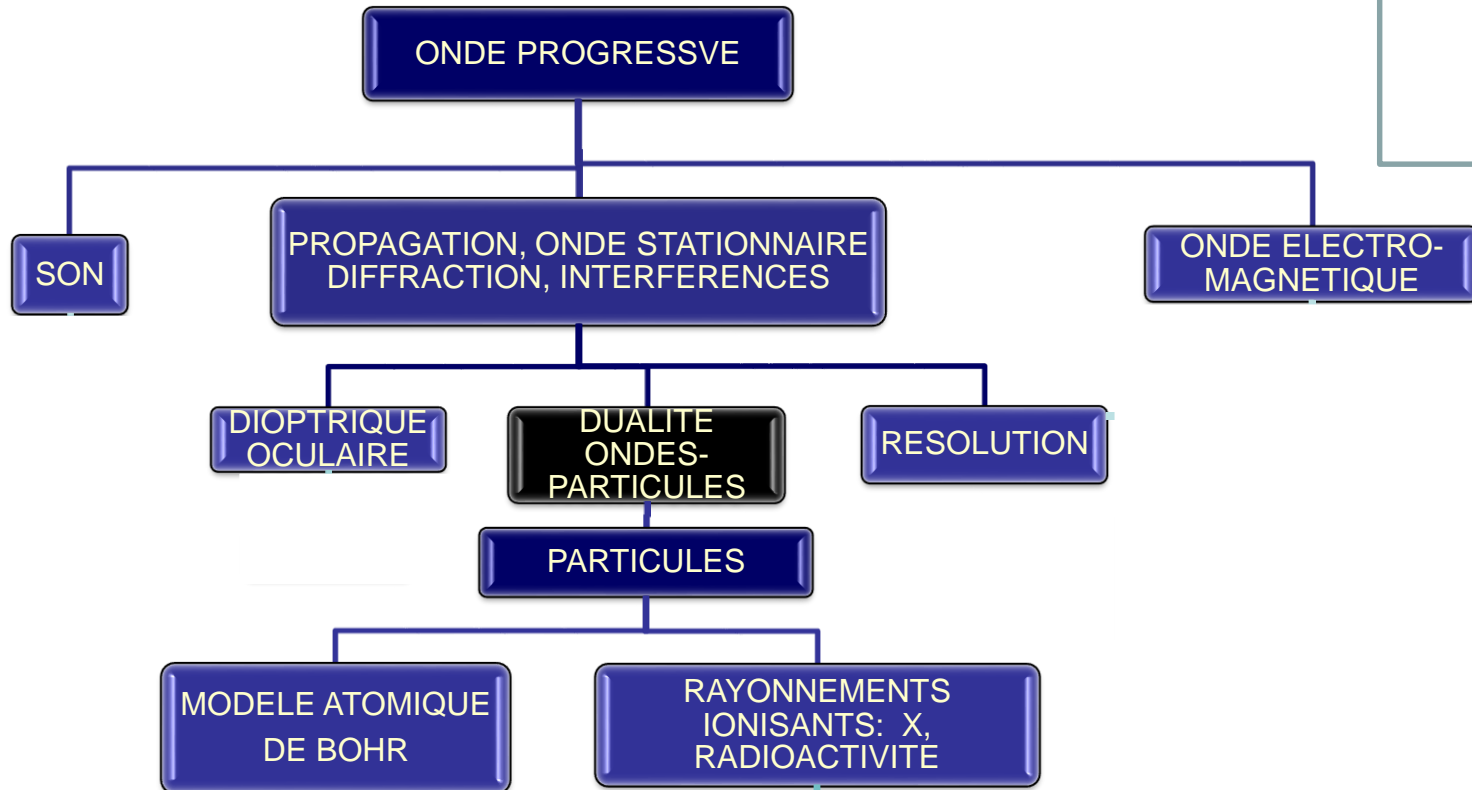 ONDE PROGRESSVE
SON
PROPAGATION, ONDE STATIONNAIRE
DIFFRACTION, INTERFERENCES
ONDE ELECTRO-
MAGNETIQUE
DIOPTRIQUE
OCULAIRE
DUALITE
ONDES-
PARTICULES
RESOLUTION
PARTICULES
MODELE ATOMIQUE
DE BOHR
RAYONNEMENTS
IONISANTS: X,
RADIOACTIVITE